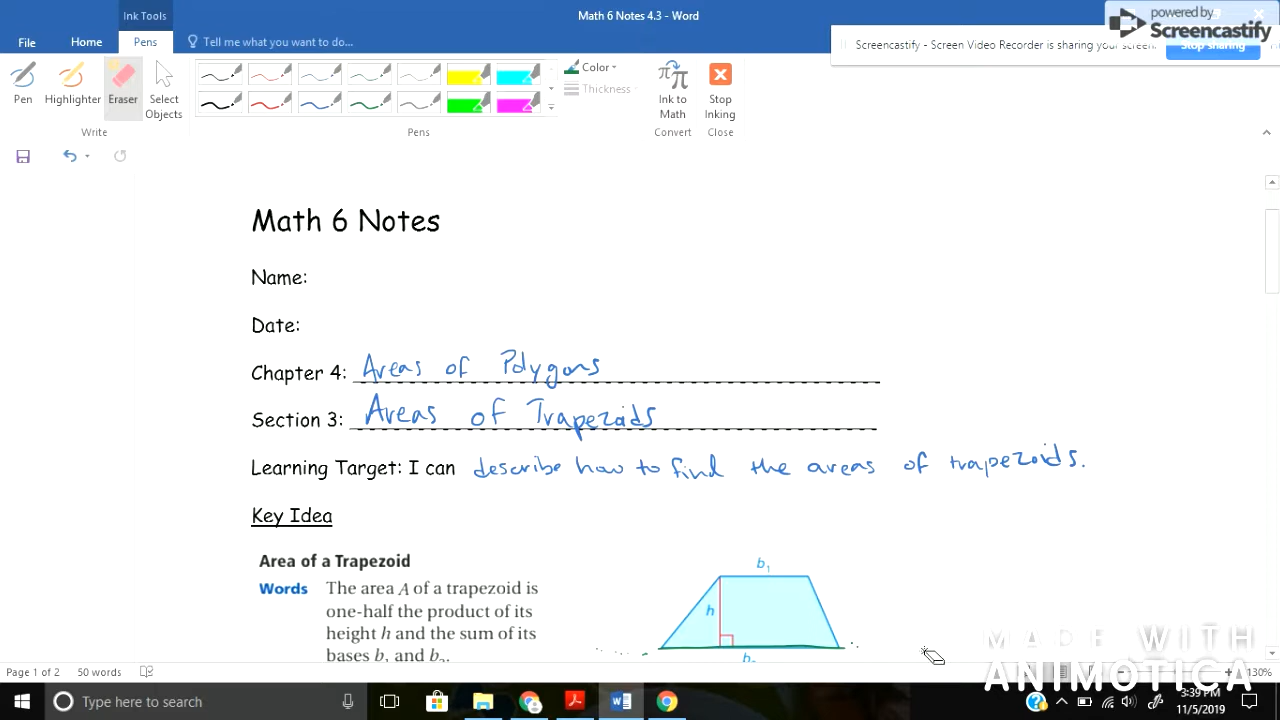 Ink Tools
Math 6 Notes 4.3 - Word
powered by
Screencastify
File
Home
Pens
Tell me what you want to do...
Screencastify - Screen Video Recorder is sharing your screen.
Stop sharing
Pen
Highlighter
Eraser
Select Objects
Color
Thickness
Ink to Math
Stop Inking
Write
Pens
Convert
Close
Math 6 Notes
Name:
Date:
Chapter 4: Areas of Polygons
Section 3: Areas of Trapezoids
Learning Target: I can describe how to find the areas of trapezoids.
Key Idea
Area of a Trapezoid
Words The area A of a trapezoid is
one-half the product of its
height h and the sum of its
bases b₁ and b₂.
b₁
h
MADE WITH
ANIMOTICA
Page 1 of 2
50 words
130%
Type here to search
3:39 PM
11/5/2019